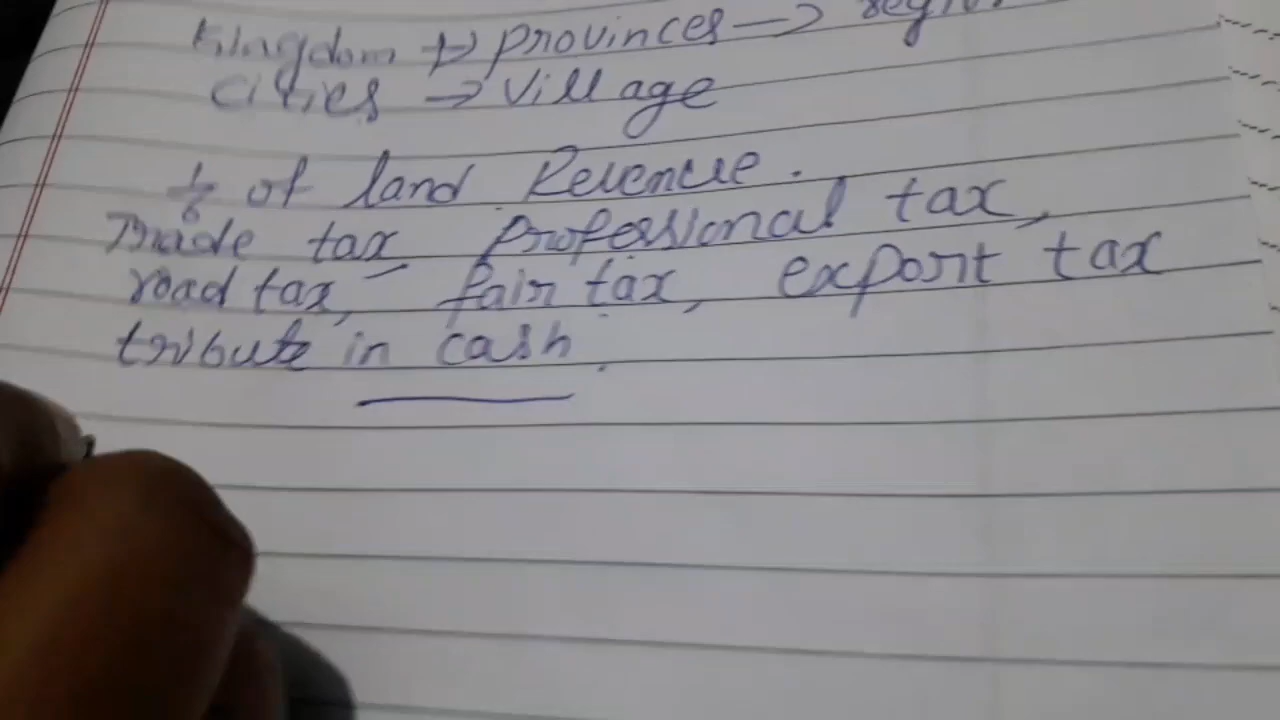 Kingdom → provinces →
cities → village
1/6 of land Revenue.
Trade tax, professional tax,
road tax, fair tax, export tax
tribute in cash.